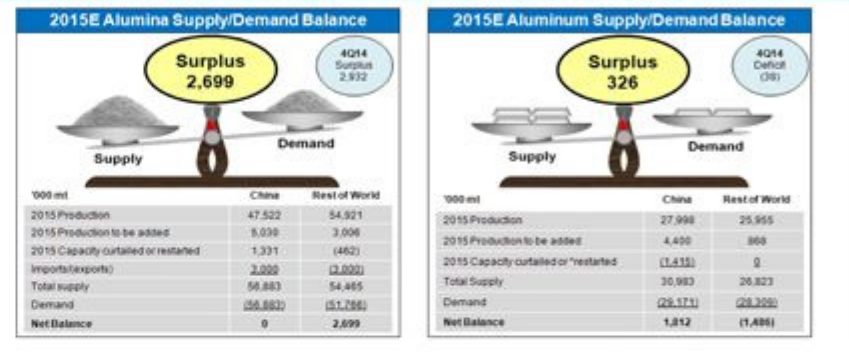 2015E Alumina Supply/Demand Balance
Surplus
2,699
4Q14
Surplus
2,932
Supply
Demand
'000 mt China Rest of World
2015 Production 47,522 54,921
2015 Production to be added 5,030 3,006
2015 Capacity curtailed or restarted 1,331 (462)
Imports/(exports) 3,000 (3,000)
Total supply 56,883 54,465
Demand (56,883) (51,766)
Net Balance 0 2,699
2015E Aluminum Supply/Demand Balance
Surplus
326
4Q14
Deficit
(38)
Supply
Demand
'000 mt China Rest of World
2015 Production 27,998 25,955
2015 Production to be added 4,400 868
2015 Capacity curtailed or *restarted (1,415) 0
Total Supply 30,983 26,823
Demand (29,171) (28,309)
Net Balance 1,812 (1,486)